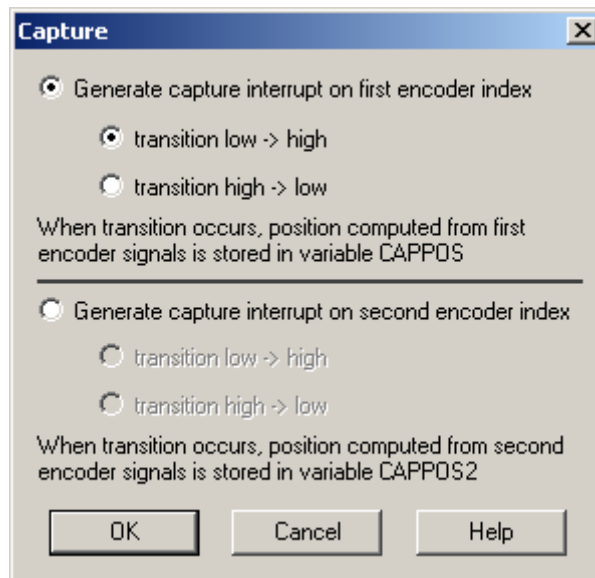 Capture
Generate capture interrupt on first encoder index
transition low -> high
transition high -> low
When transition occurs, position computed from first
encoder signals is stored in variable CAPPOS
Generate capture interrupt on second encoder index
transition low -> high
transition high -> low
When transition occurs, position computed from second
encoder signals is stored in variable CAPPOS2
OK Cancel Help